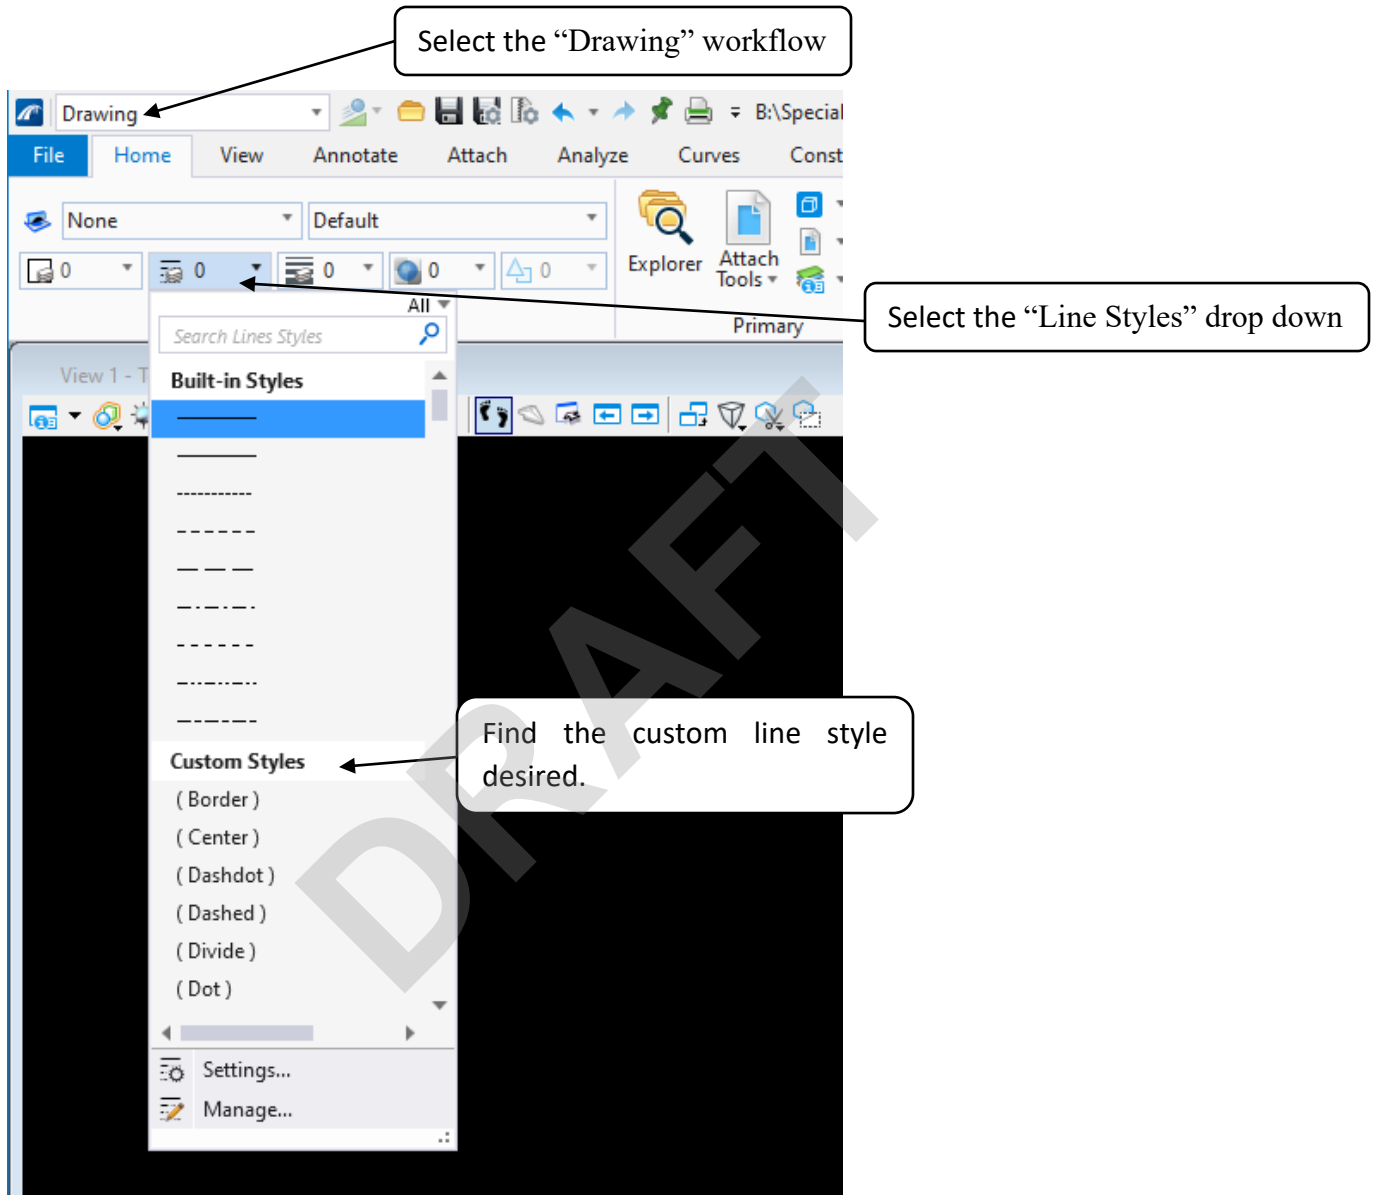 Select the “Drawing” workflow
Drawing
B:\Special
File Home View Annotate Attach Analyze Curves Const
None Default
0 0 0 0 0
Explorer Attach Tools
Primary
Select the “Line Styles” drop down
All
Search Lines Styles
View 1 - T
Built-in Styles
Custom Styles
Find the custom line style
desired.
( Border )
( Center )
( Dashdot )
( Dashed )
( Divide )
( Dot )
Settings...
Manage...
DRAFT